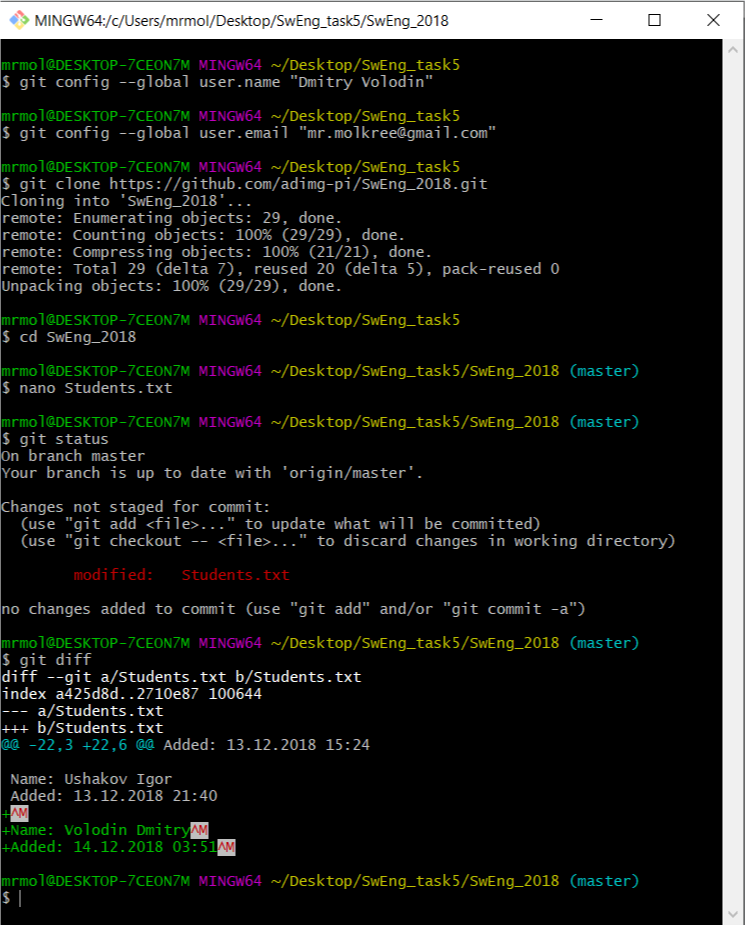 MINGW64:/c/Users/mrmol/Desktop/SwEng_task5/SwEng_2018
mrmol@DESKTOP-7CEON7M MINGW64 ~/Desktop/SwEng_task5
$ git config --global user.name "Dmitry Volodin"
mrmol@DESKTOP-7CEON7M MINGW64 ~/Desktop/SwEng_task5
$ git config --global user.email "mr.molkree@gmail.com"
mrmol@DESKTOP-7CEON7M MINGW64 ~/Desktop/SwEng_task5
$ git clone https://github.com/adimg-pi/SwEng_2018.git
Cloning into 'SwEng_2018'...
remote: Enumerating objects: 29, done.
remote: Counting objects: 100% (29/29), done.
remote: Compressing objects: 100% (21/21), done.
remote: Total 29 (delta 7), reused 20 (delta 5), pack-reused 0
Unpacking objects: 100% (29/29), done.
mrmol@DESKTOP-7CEON7M MINGW64 ~/Desktop/SwEng_task5
$ cd SwEng_2018
mrmol@DESKTOP-7CEON7M MINGW64 ~/Desktop/SwEng_task5/SwEng_2018 (master)
$ nano Students.txt
mrmol@DESKTOP-7CEON7M MINGW64 ~/Desktop/SwEng_task5/SwEng_2018 (master)
$ git status
On branch master
Your branch is up to date with 'origin/master'.
Changes not staged for commit:
  (use "git add <file>..." to update what will be committed)
  (use "git checkout -- <file>..." to discard changes in working directory)
        modified:   Students.txt
no changes added to commit (use "git add" and/or "git commit -a")
mrmol@DESKTOP-7CEON7M MINGW64 ~/Desktop/SwEng_task5/SwEng_2018 (master)
$ git diff
diff --git a/Students.txt b/Students.txt
index a425d8d..2710e87 100644
--- a/Students.txt
+++ b/Students.txt
@@ -22,3 +22,6 @@ Added: 13.12.2018 15:24
 Name: Ushakov Igor
 Added: 13.12.2018 21:40
+^M
+Name: Volodin Dmitry^M
+Added: 14.12.2018 03:51^M
mrmol@DESKTOP-7CEON7M MINGW64 ~/Desktop/SwEng_task5/SwEng_2018 (master)
$